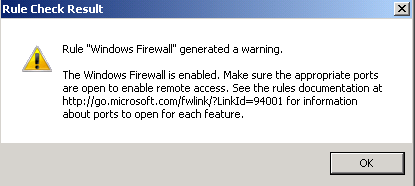 Rule Check Result
Rule "Windows Firewall" generated a warning.
The Windows Firewall is enabled. Make sure the appropriate ports
are open to enable remote access. See the rules documentation at
http://go.microsoft.com/fwlink/?LinkId=94001 for information
about ports to open for each feature.
OK